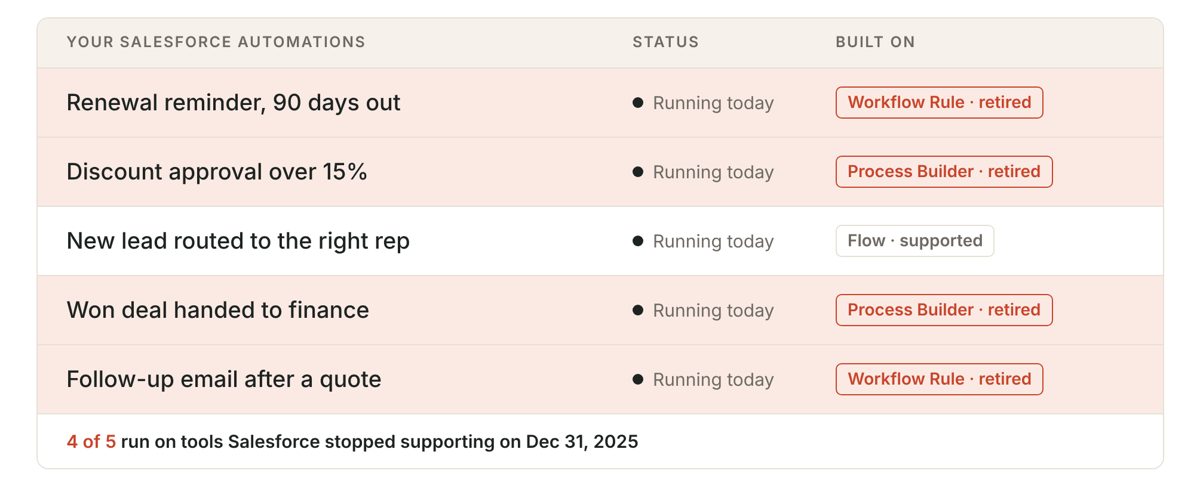 YOUR SALESFORCE AUTOMATIONS STATUS BUILT ON
Renewal reminder, 90 days out Running today Workflow Rule · retired
Discount approval over 15% Running today Process Builder · retired
New lead routed to the right rep Running today Flow · supported
Won deal handed to finance Running today Process Builder · retired
Follow-up email after a quote Running today Workflow Rule · retired
4 of 5 run on tools Salesforce stopped supporting on Dec 31, 2025